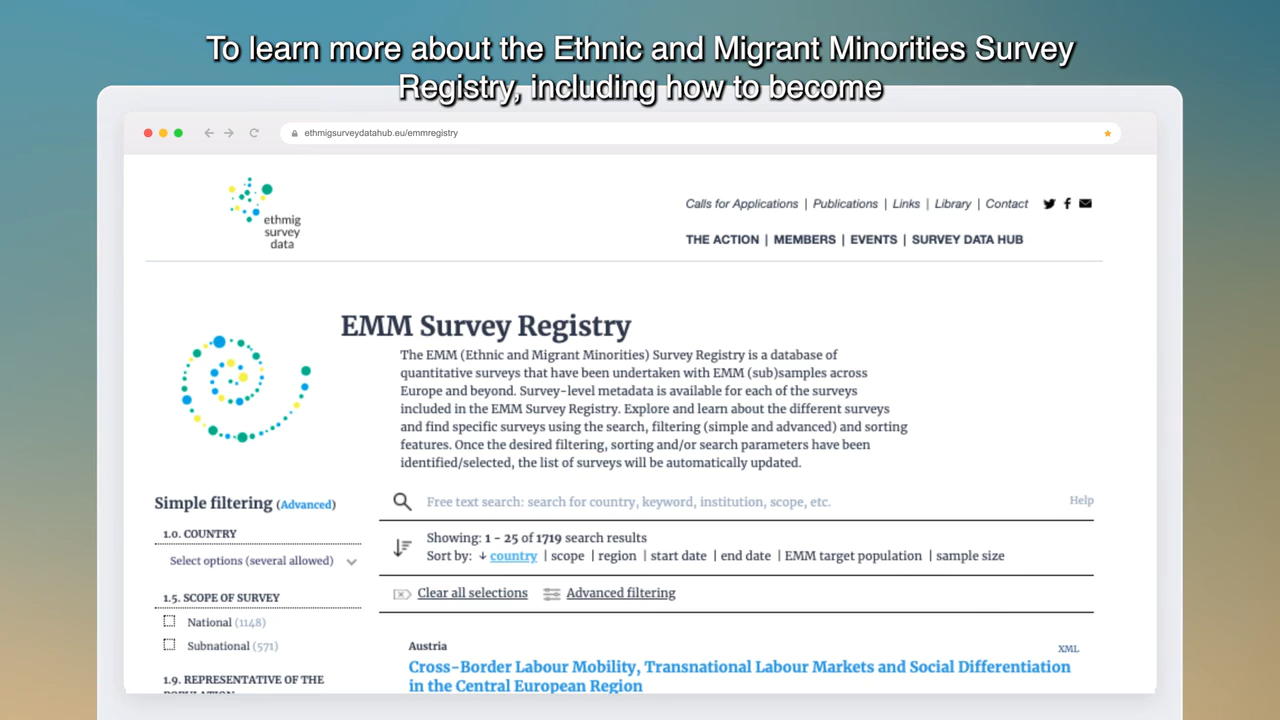 To learn more about the Ethnic and Migrant Minorities Survey
Registry, including how to become
ethmigsurveydatahub.eu/emmregistry
ethmig
survey
data
Calls for Applications | Publications | Links | Library | Contact
THE ACTION | MEMBERS | EVENTS | SURVEY DATA HUB
EMM Survey Registry
The EMM (Ethnic and Migrant Minorities) Survey Registry is a database of
quantitative surveys that have been undertaken with EMM (sub)samples across
Europe and beyond. Survey-level metadata is available for each of the surveys
included in the EMM Survey Registry. Explore and learn about the different surveys
and find specific surveys using the search, filtering (simple and advanced) and sorting
features. Once the desired filtering, sorting and/or search parameters have been
identified/selected, the list of surveys will be automatically updated.
Simple filtering (Advanced)
1.0. COUNTRY
Select options (several allowed)
1.5. SCOPE OF SURVEY
National (1148)
Subnational (571)
1.9. REPRESENTATIVE OF THE
POPULATION
Free text search: search for country, keyword, institution, scope, etc.
Help
Showing: 1 - 25 of 1719 search results
Sort by: ↓ country | scope | region | start date | end date | EMM target population | sample size
Clear all selections
Advanced filtering
Austria
XML
Cross-Border Labour Mobility, Transnational Labour Markets and Social Differentiation
in the Central European Region